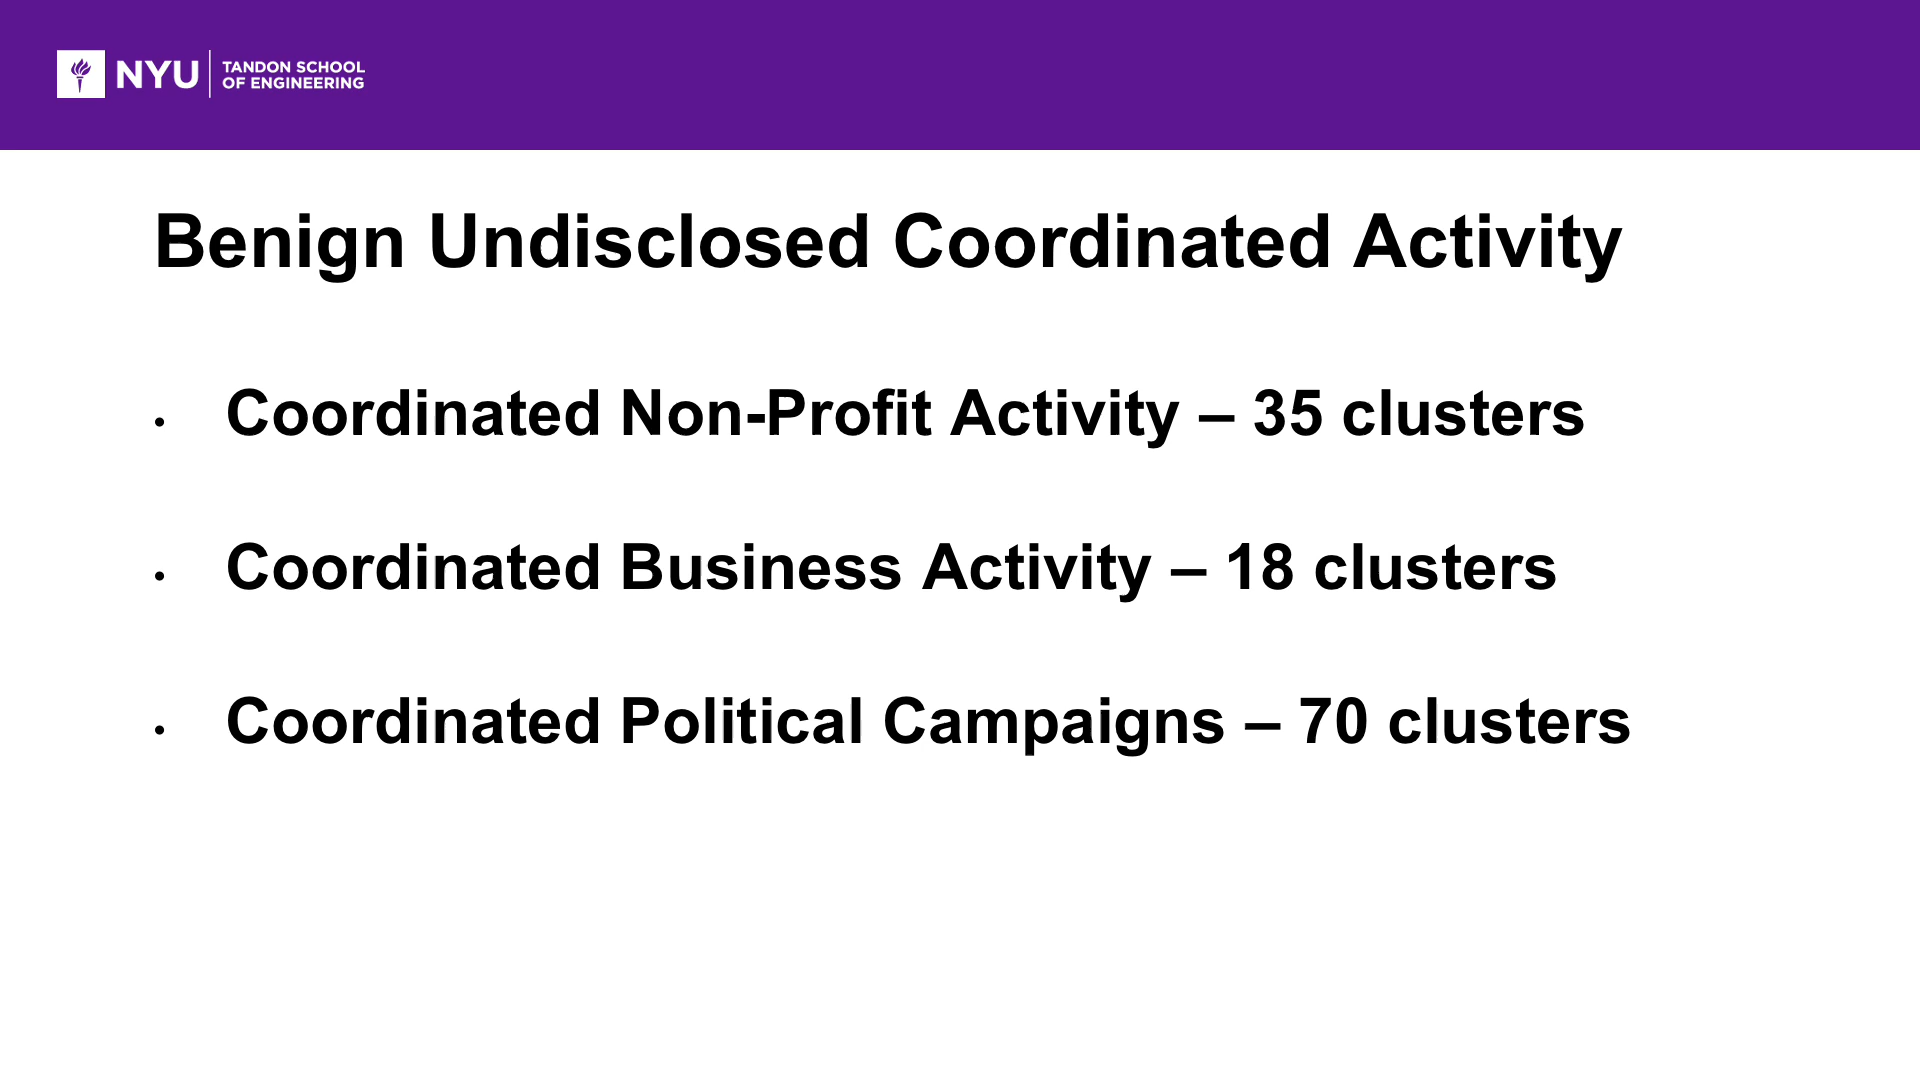 NYU
TANDON SCHOOL
OF ENGINEERING
Benign Undisclosed Coordinated Activity
• Coordinated Non-Profit Activity – 35 clusters
• Coordinated Business Activity – 18 clusters
• Coordinated Political Campaigns – 70 clusters